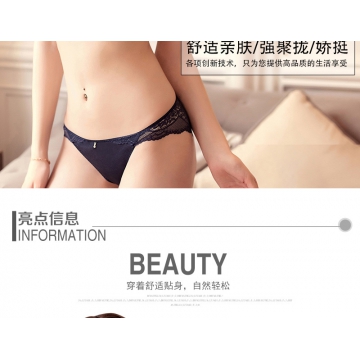 舒适亲肤/强聚拢/娇挺
各项创新技术，只为您提供高品质的生活享受
亮点信息
INFORMATION
BEAUTY
穿着舒适贴身，自然轻松